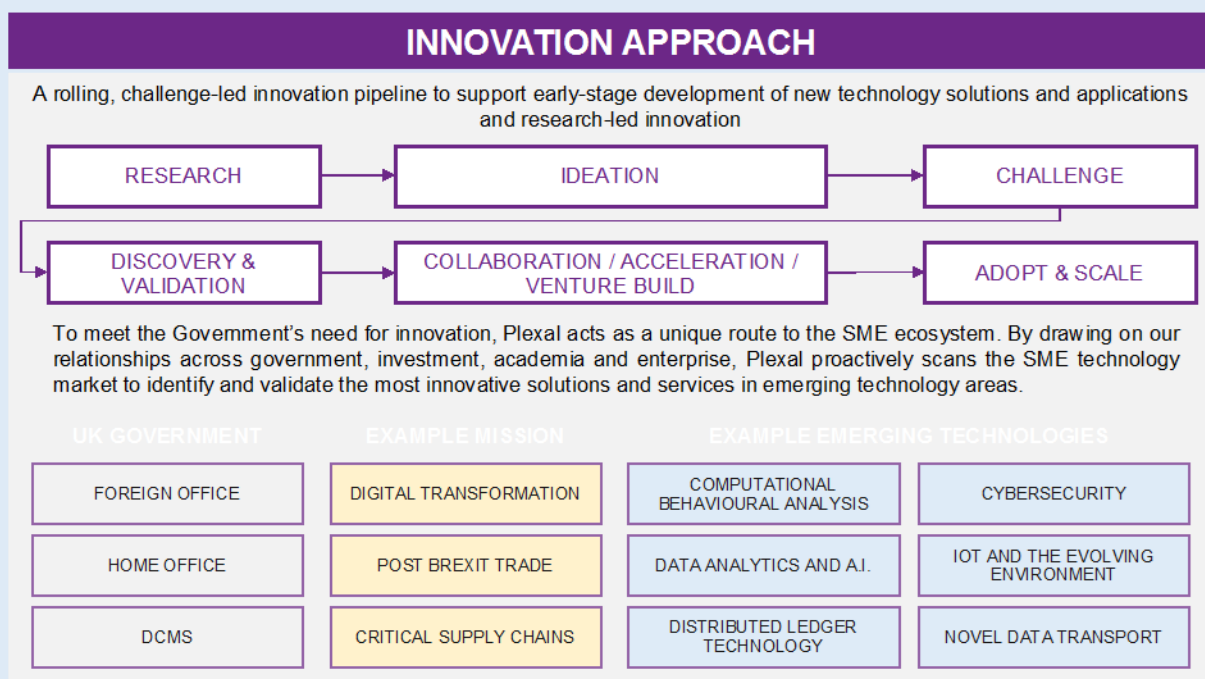 INNOVATION APPROACH
A rolling, challenge-led innovation pipeline to support early-stage development of new technology solutions and applications
and research-led innovation
RESEARCH
IDEATION
CHALLENGE
DISCOVERY &
VALIDATION
COLLABORATION / ACCELERATION /
VENTURE BUILD
ADOPT & SCALE
To meet the Government’s need for innovation, Plexal acts as a unique route to the SME ecosystem. By drawing on our
relationships across government, investment, academia and enterprise, Plexal proactively scans the SME technology
market to identify and validate the most innovative solutions and services in emerging technology areas.
UK GOVERNMENT
EXAMPLE MISSION
EXAMPLE EMERGING TECHNOLOGIES
FOREIGN OFFICE
DIGITAL TRANSFORMATION
COMPUTATIONAL
BEHAVIOURAL ANALYSIS
CYBERSECURITY
HOME OFFICE
POST BREXIT TRADE
DATA ANALYTICS AND A.I.
IOT AND THE EVOLVING
ENVIRONMENT
DCMS
CRITICAL SUPPLY CHAINS
DISTRIBUTED LEDGER
TECHNOLOGY
NOVEL DATA TRANSPORT